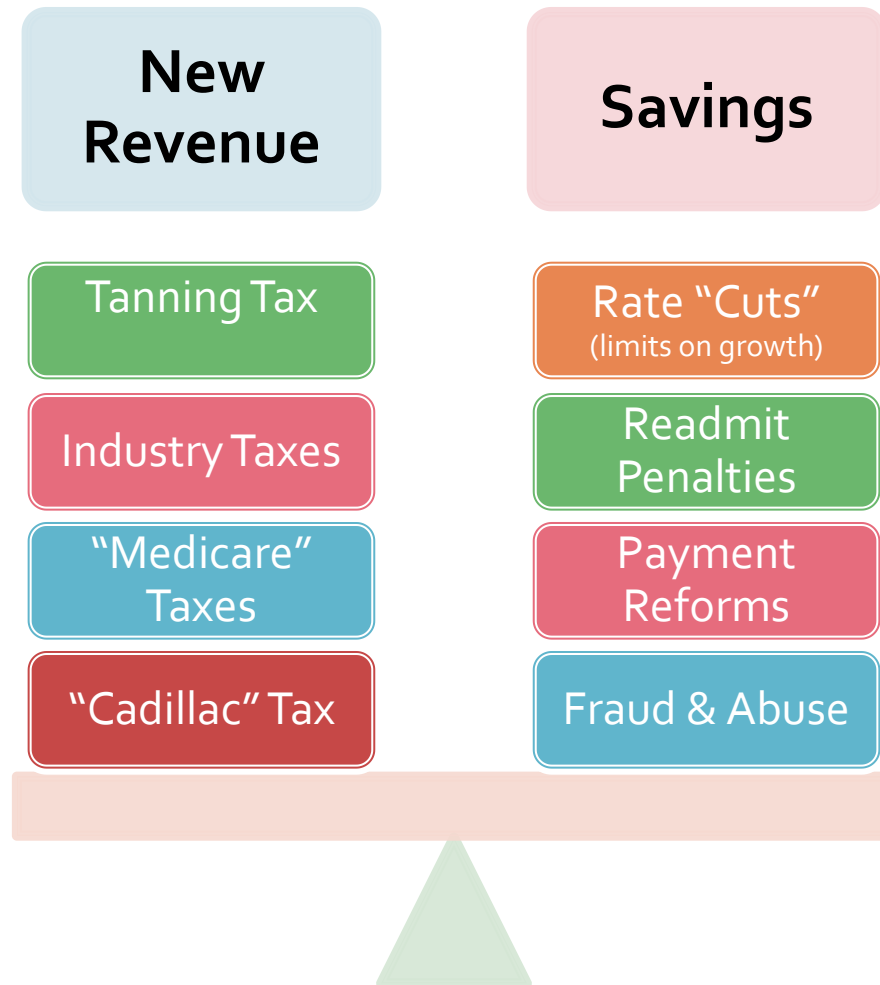 New
Revenue
Savings
Tanning Tax
Industry Taxes
“Medicare”
Taxes
“Cadillac” Tax
Rate “Cuts”
(limits on growth)
Readmit
Penalties
Payment
Reforms
Fraud & Abuse